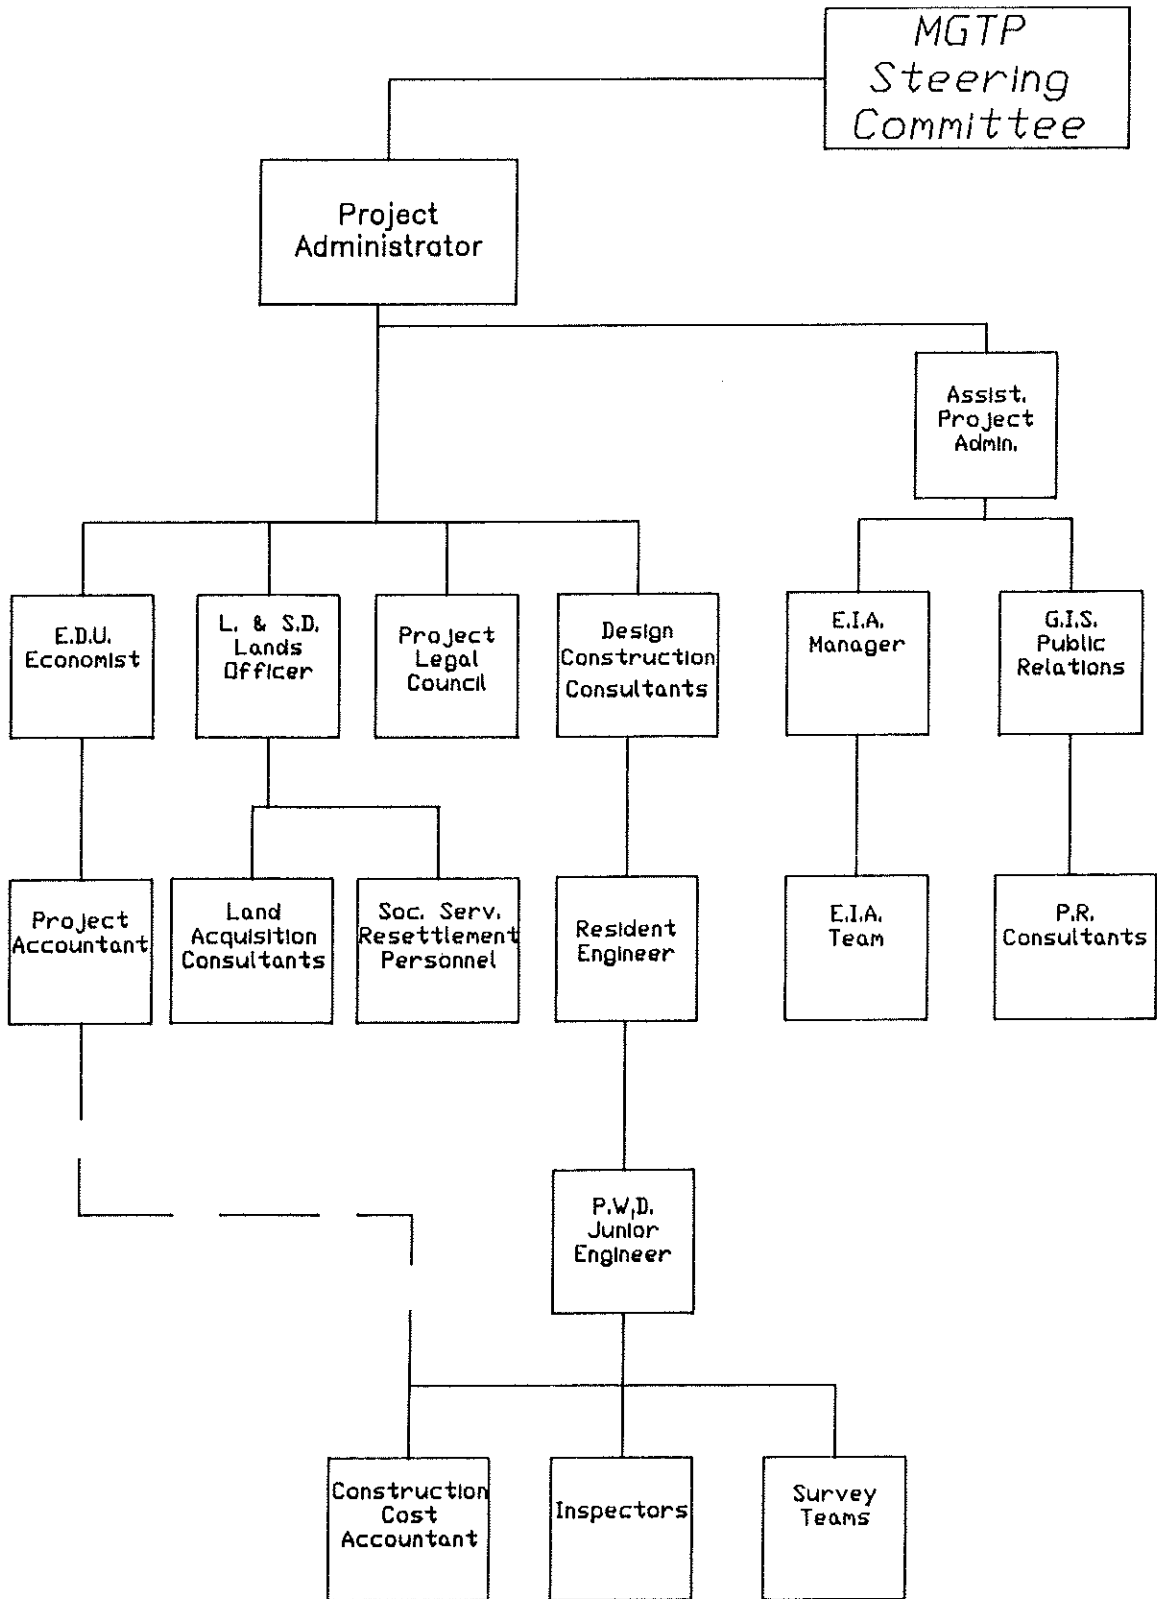 MGTP
Steering
Committee
Project
Administrator
Assist.
Project
Admin.
E.D.U.
Economist
L. & S.D.
Lands
Officer
Project
Legal
Council
Design
Construction
Consultants
E.I.A.
Manager
G.I.S.
Public
Relations
Project
Accountant
Land
Acquisition
Consultants
Soc. Serv.
Resettlement
Personnel
Resident
Engineer
E.I.A.
Team
P.R.
Consultants
P.W.D.
Junior
Engineer
Construction
Cost
Accountant
Inspectors
Survey
Teams